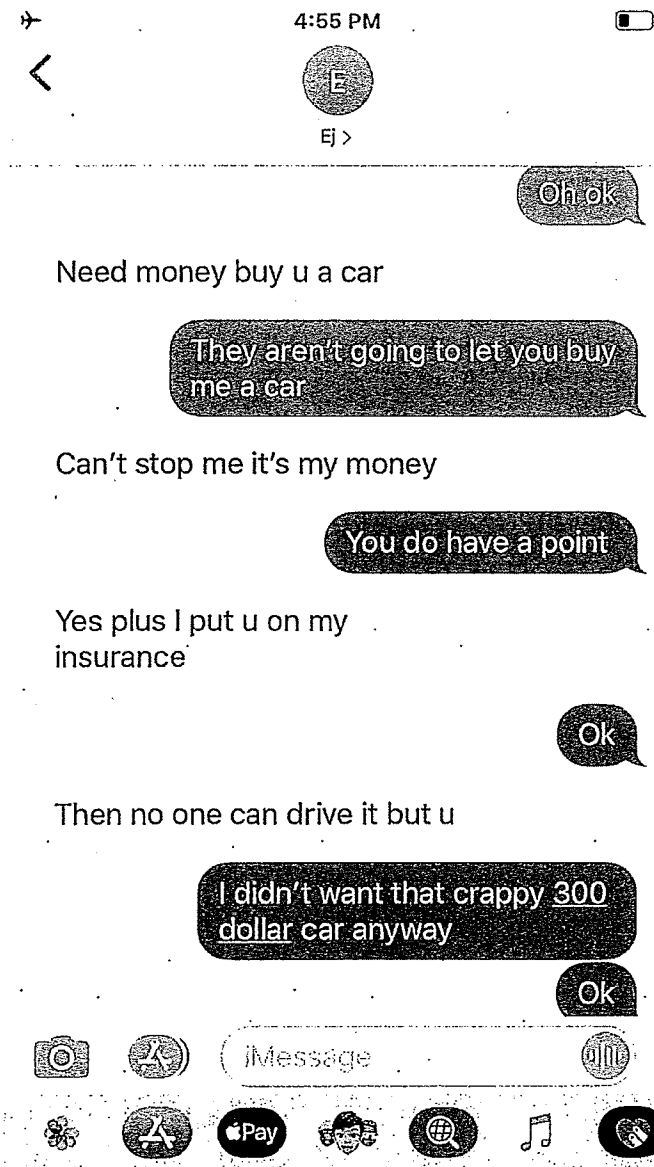 4:55 PM
E
Ej >
Oh ok
Need money buy u a car
They aren't going to let you buy
me a car
Can't stop me it's my money
You do have a point
Yes plus I put u on my
insurance
Ok
Then no one can drive it but u
I didn't want that crappy 300
dollar car anyway
Ok
iMessage
Pay